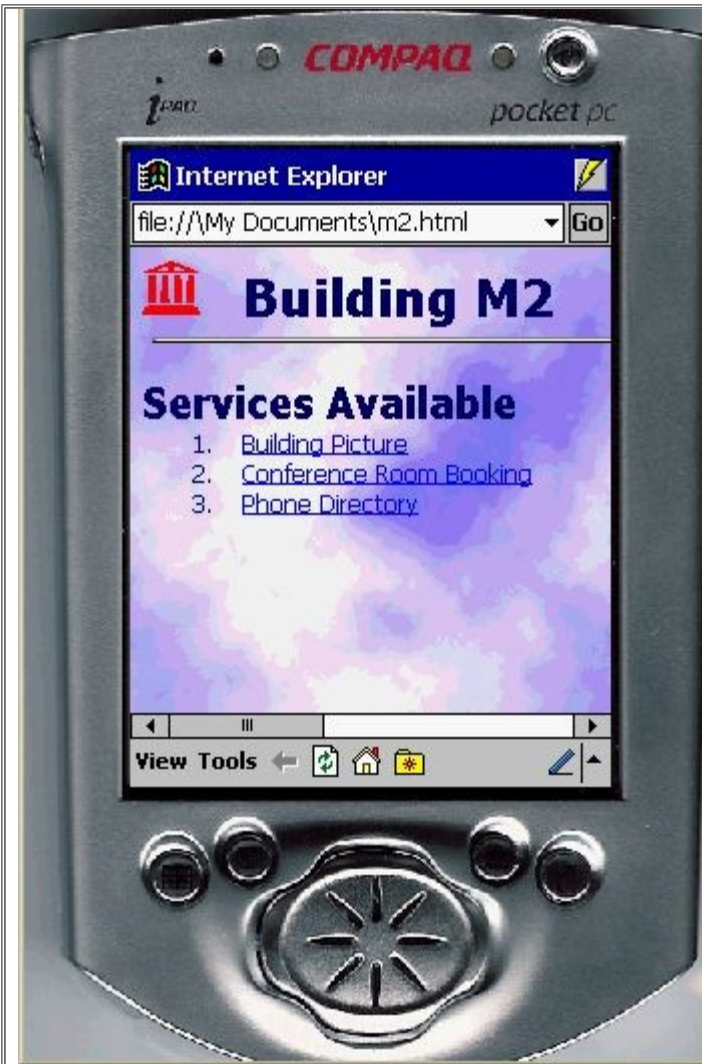 COMPAQ
iPAQ
pocket pc
Internet Explorer
file://\My Documents\m2.html
Go
Building M2
Services Available
1. Building Picture
2. Conference Room Booking
3. Phone Directory
View Tools